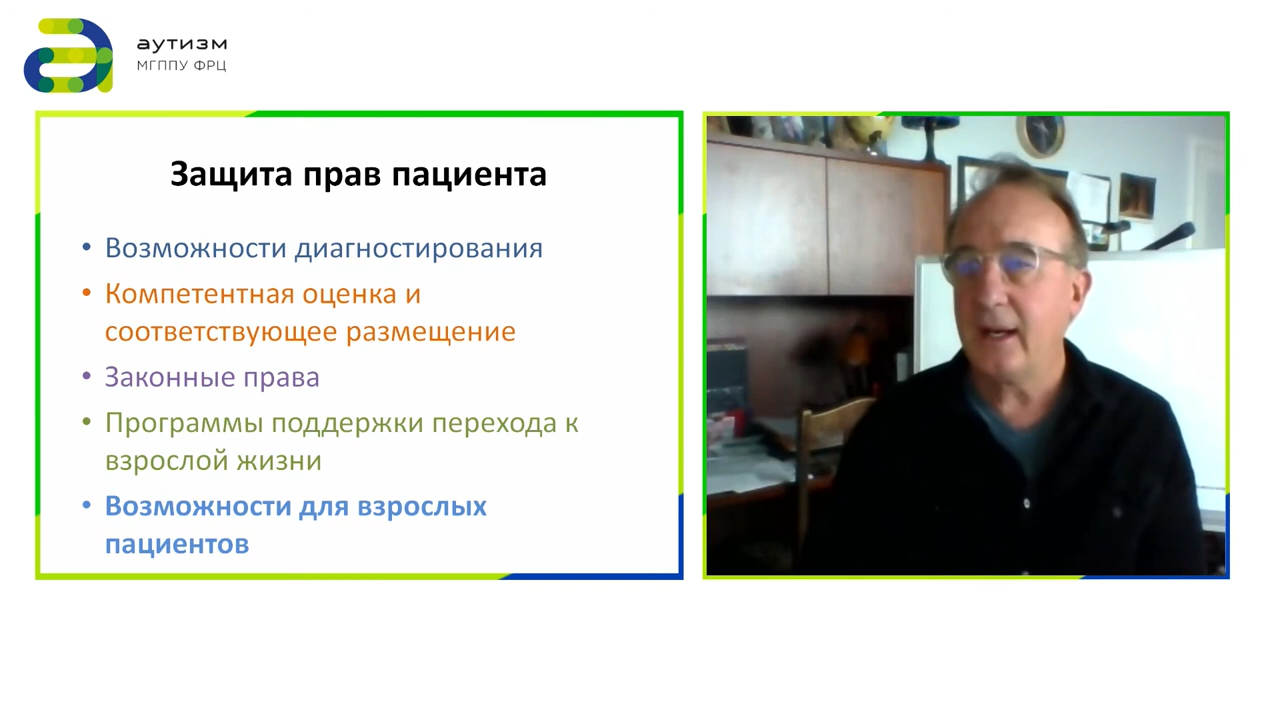 аутизм
МГППУ ФРЦ
Защита прав пациента
• Возможности диагностирования
• Компетентная оценка и
соответствующее размещение
• Законные права
• Программы поддержки перехода к
взрослой жизни
• Возможности для взрослых
пациентов